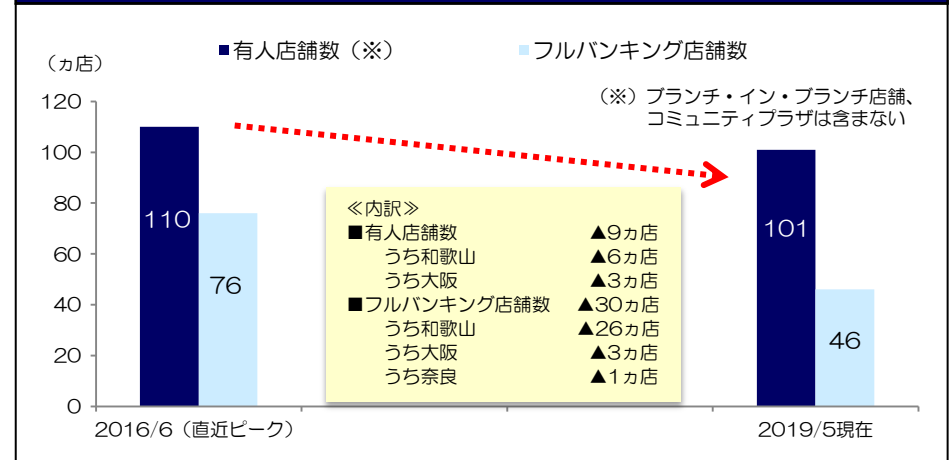 ■有人店舗数（※） ■フルバンキング店舗数
（ヵ店）
（※）ブランチ・イン・ブランチ店舗、
コミュニティプラザは含まない
120
100
80
60
40
20
0
110
76
101
46
≪内訳≫
■有人店舗数 ▲9ヵ店
うち和歌山 ▲6ヵ店
うち大阪 ▲3ヵ店
■フルバンキング店舗数 ▲30ヵ店
うち和歌山 ▲26ヵ店
うち大阪 ▲3ヵ店
うち奈良 ▲1ヵ店
2016/6（直近ピーク） 2019/5現在